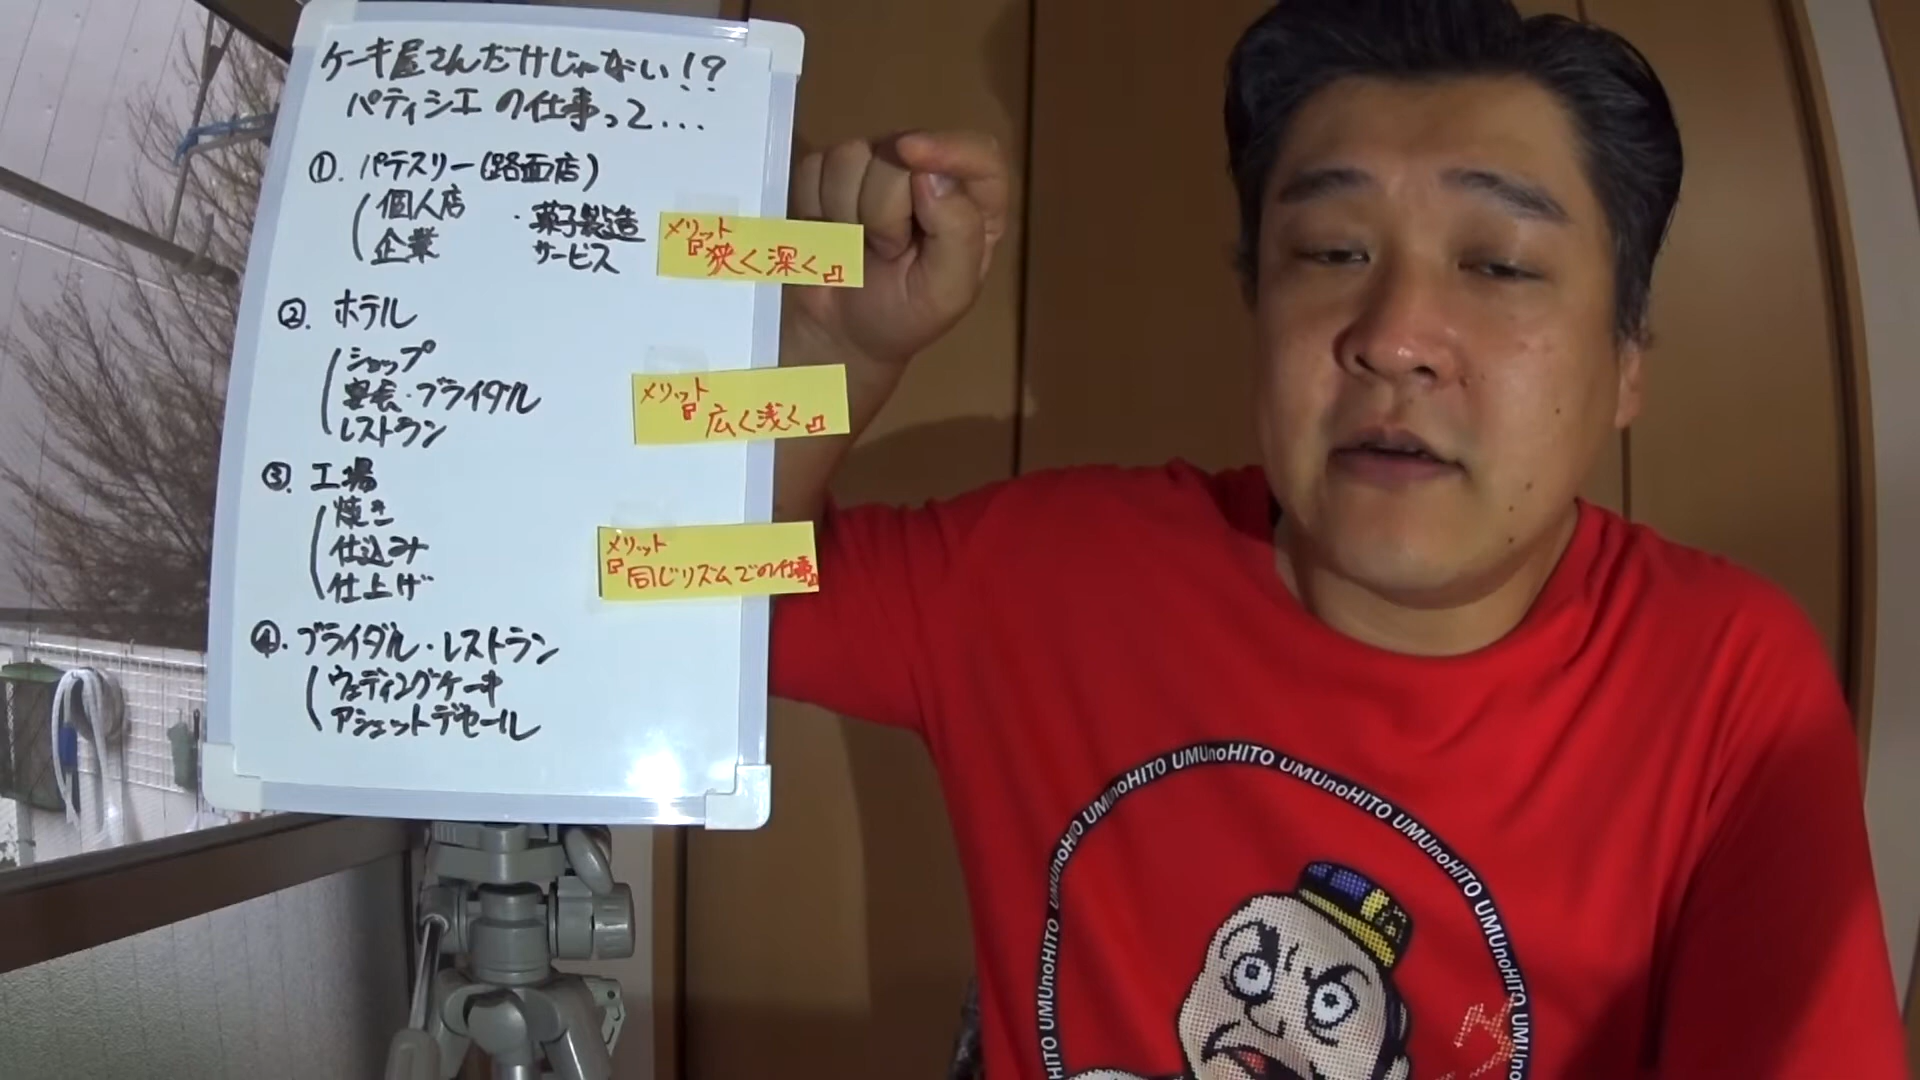 ケーキ屋さんだけじゃない!?
パティシエの仕事って...
①. パテスリー(路面店)
個人店
企業
・菓子製造
サービス
メリット
『狭く深く』
②. ホテル
ショップ
宴会・ブライダル
レストラン
メリット
『広く浅く』
③. 工場
焼き
仕込み
仕上げ
メリット
『同じリズムでの仕事』
④. ブライダル・レストラン
ウェディングケーキ
アシェットデセール
UMUnoHITO UMUnoHITO UMUnoHITO UMUnoHITO UMUnoHITO UMUnoHITO UMUnoHITO UMUnoHITO